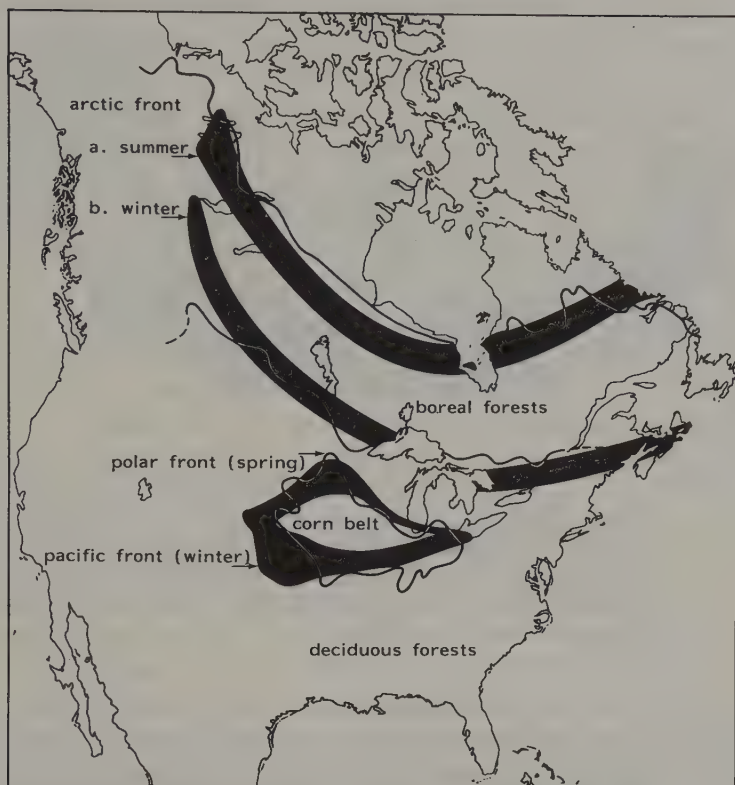 arctic front
a. summer
b. winter
boreal forests
polar front (spring)
corn belt
pacific front (winter)
deciduous forests